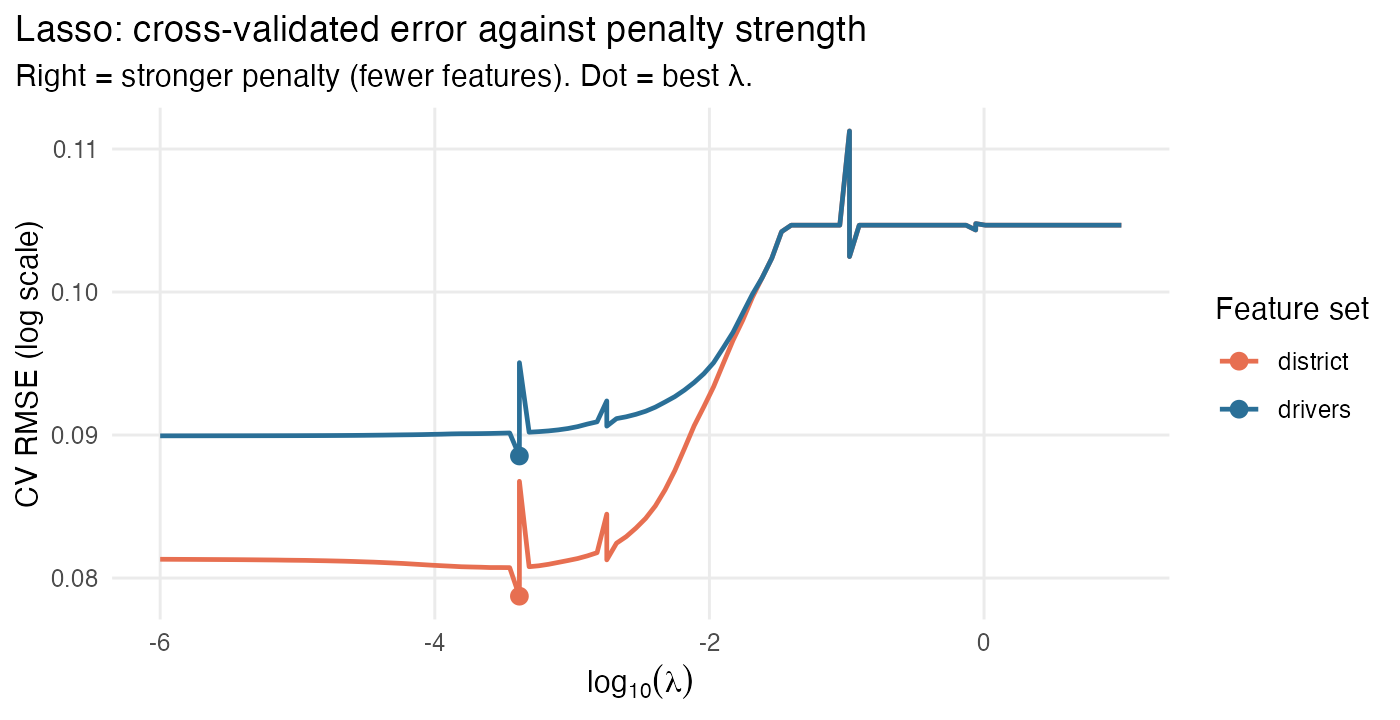 Lasso: cross-validated error against penalty strength
Right = stronger penalty (fewer features). Dot = best λ.
CV RMSE (log scale)
0.11
0.10
0.09
0.08
-6
-4
-2
0
log₁₀(λ)
Feature set
district
drivers